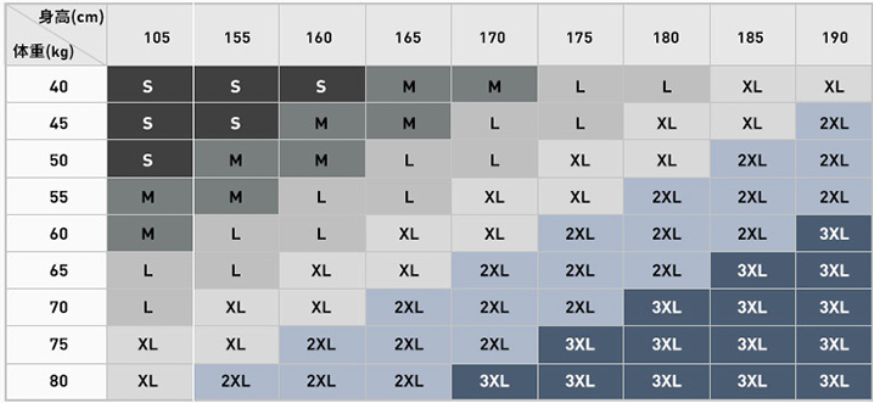 身高(cm)
体重(kg)
105 155 160 165 170 175 180 185 190
40 S S S M M L L XL XL
45 S S M M L L XL XL 2XL
50 S M M L L XL XL 2XL 2XL
55 M M L L XL XL 2XL 2XL 2XL
60 M L L XL XL 2XL 2XL 2XL 3XL
65 L L XL XL 2XL 2XL 2XL 3XL 3XL
70 L XL XL 2XL 2XL 2XL 3XL 3XL 3XL
75 XL XL 2XL 2XL 2XL 3XL 3XL 3XL 3XL
80 XL 2XL 2XL 2XL 3XL 3XL 3XL 3XL 3XL